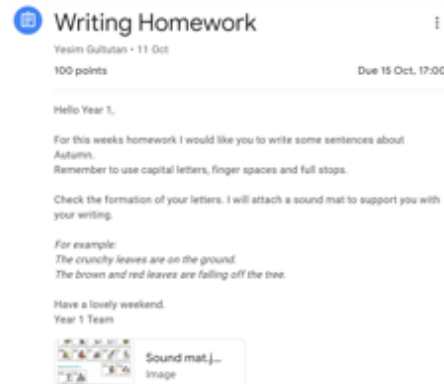 Writing Homework
Yesim Gultutan • 11 Oct
100 points
Due 15 Oct, 17:00
Hello Year 1,
For this weeks homework I would like you to write some sentences about
Autumn.
Remember to use capital letters, finger spaces and full stops.
Check the formation of your letters. I will attach a sound mat to support you with
your writing.
For example:
The crunchy leaves are on the ground.
The brown and red leaves are falling off the tree.
Have a lovely weekend.
Year 1 Team
Sound mat.j...
Image